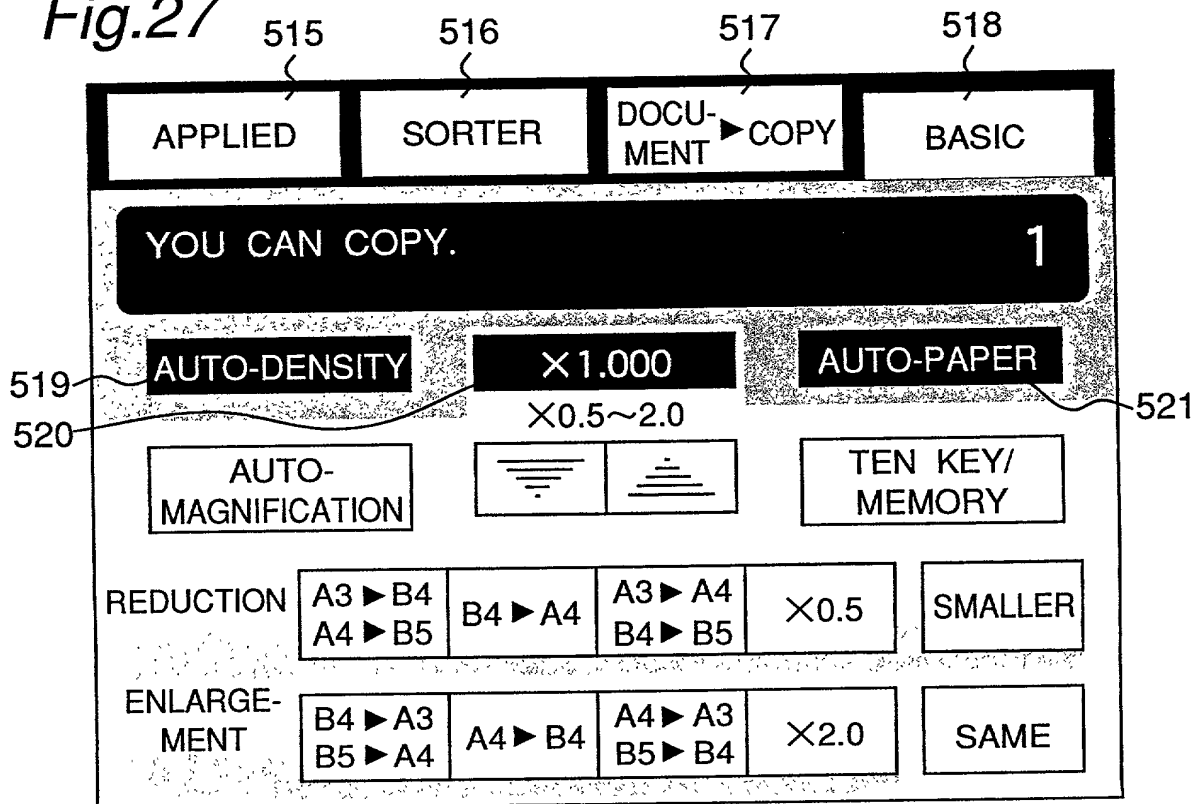 Fig.27
515 516 517 518
APPLIED SORTER DOCU-MENT ▶ COPY BASIC
YOU CAN COPY. 1
519 AUTO-DENSITY ×1.000 AUTO-PAPER 521
520 ×0.5~2.0
AUTO-
MAGNIFICATION
TEN KEY/
MEMORY
REDUCTION
A3 ▶ B4
A4 ▶ B5
B4 ▶ A4
A3 ▶ A4
B4 ▶ B5
×0.5
SMALLER
ENLARGE-
MENT
B4 ▶ A3
B5 ▶ A4
A4 ▶ B4
A4 ▶ A3
B5 ▶ B4
×2.0
SAME